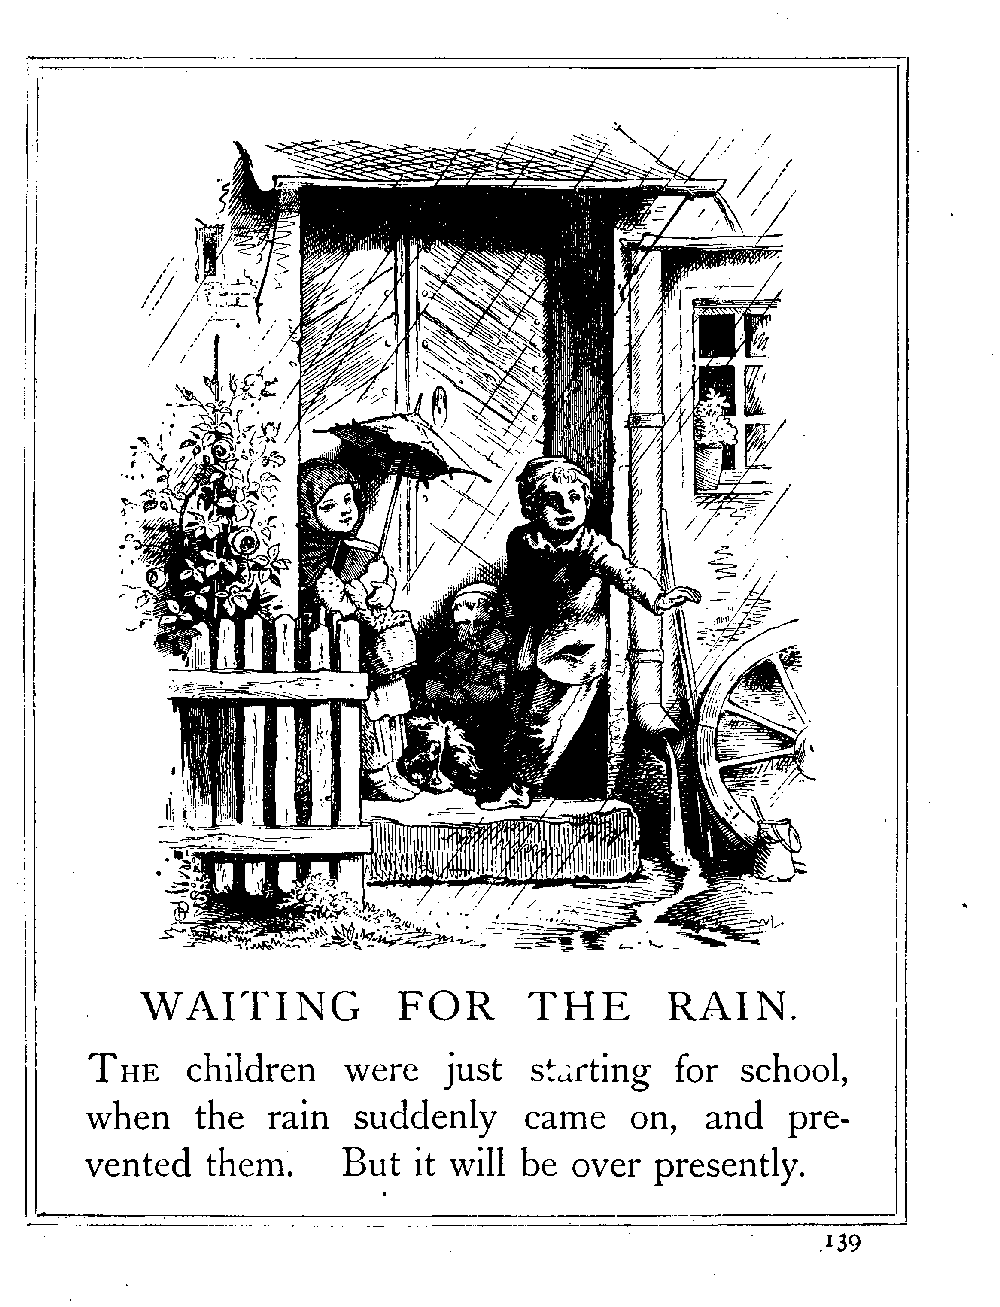 WAITING FOR THE RAIN.
THE children were just starting for school,
when the rain suddenly came on, and pre-
vented them. But it will be over presently.
139